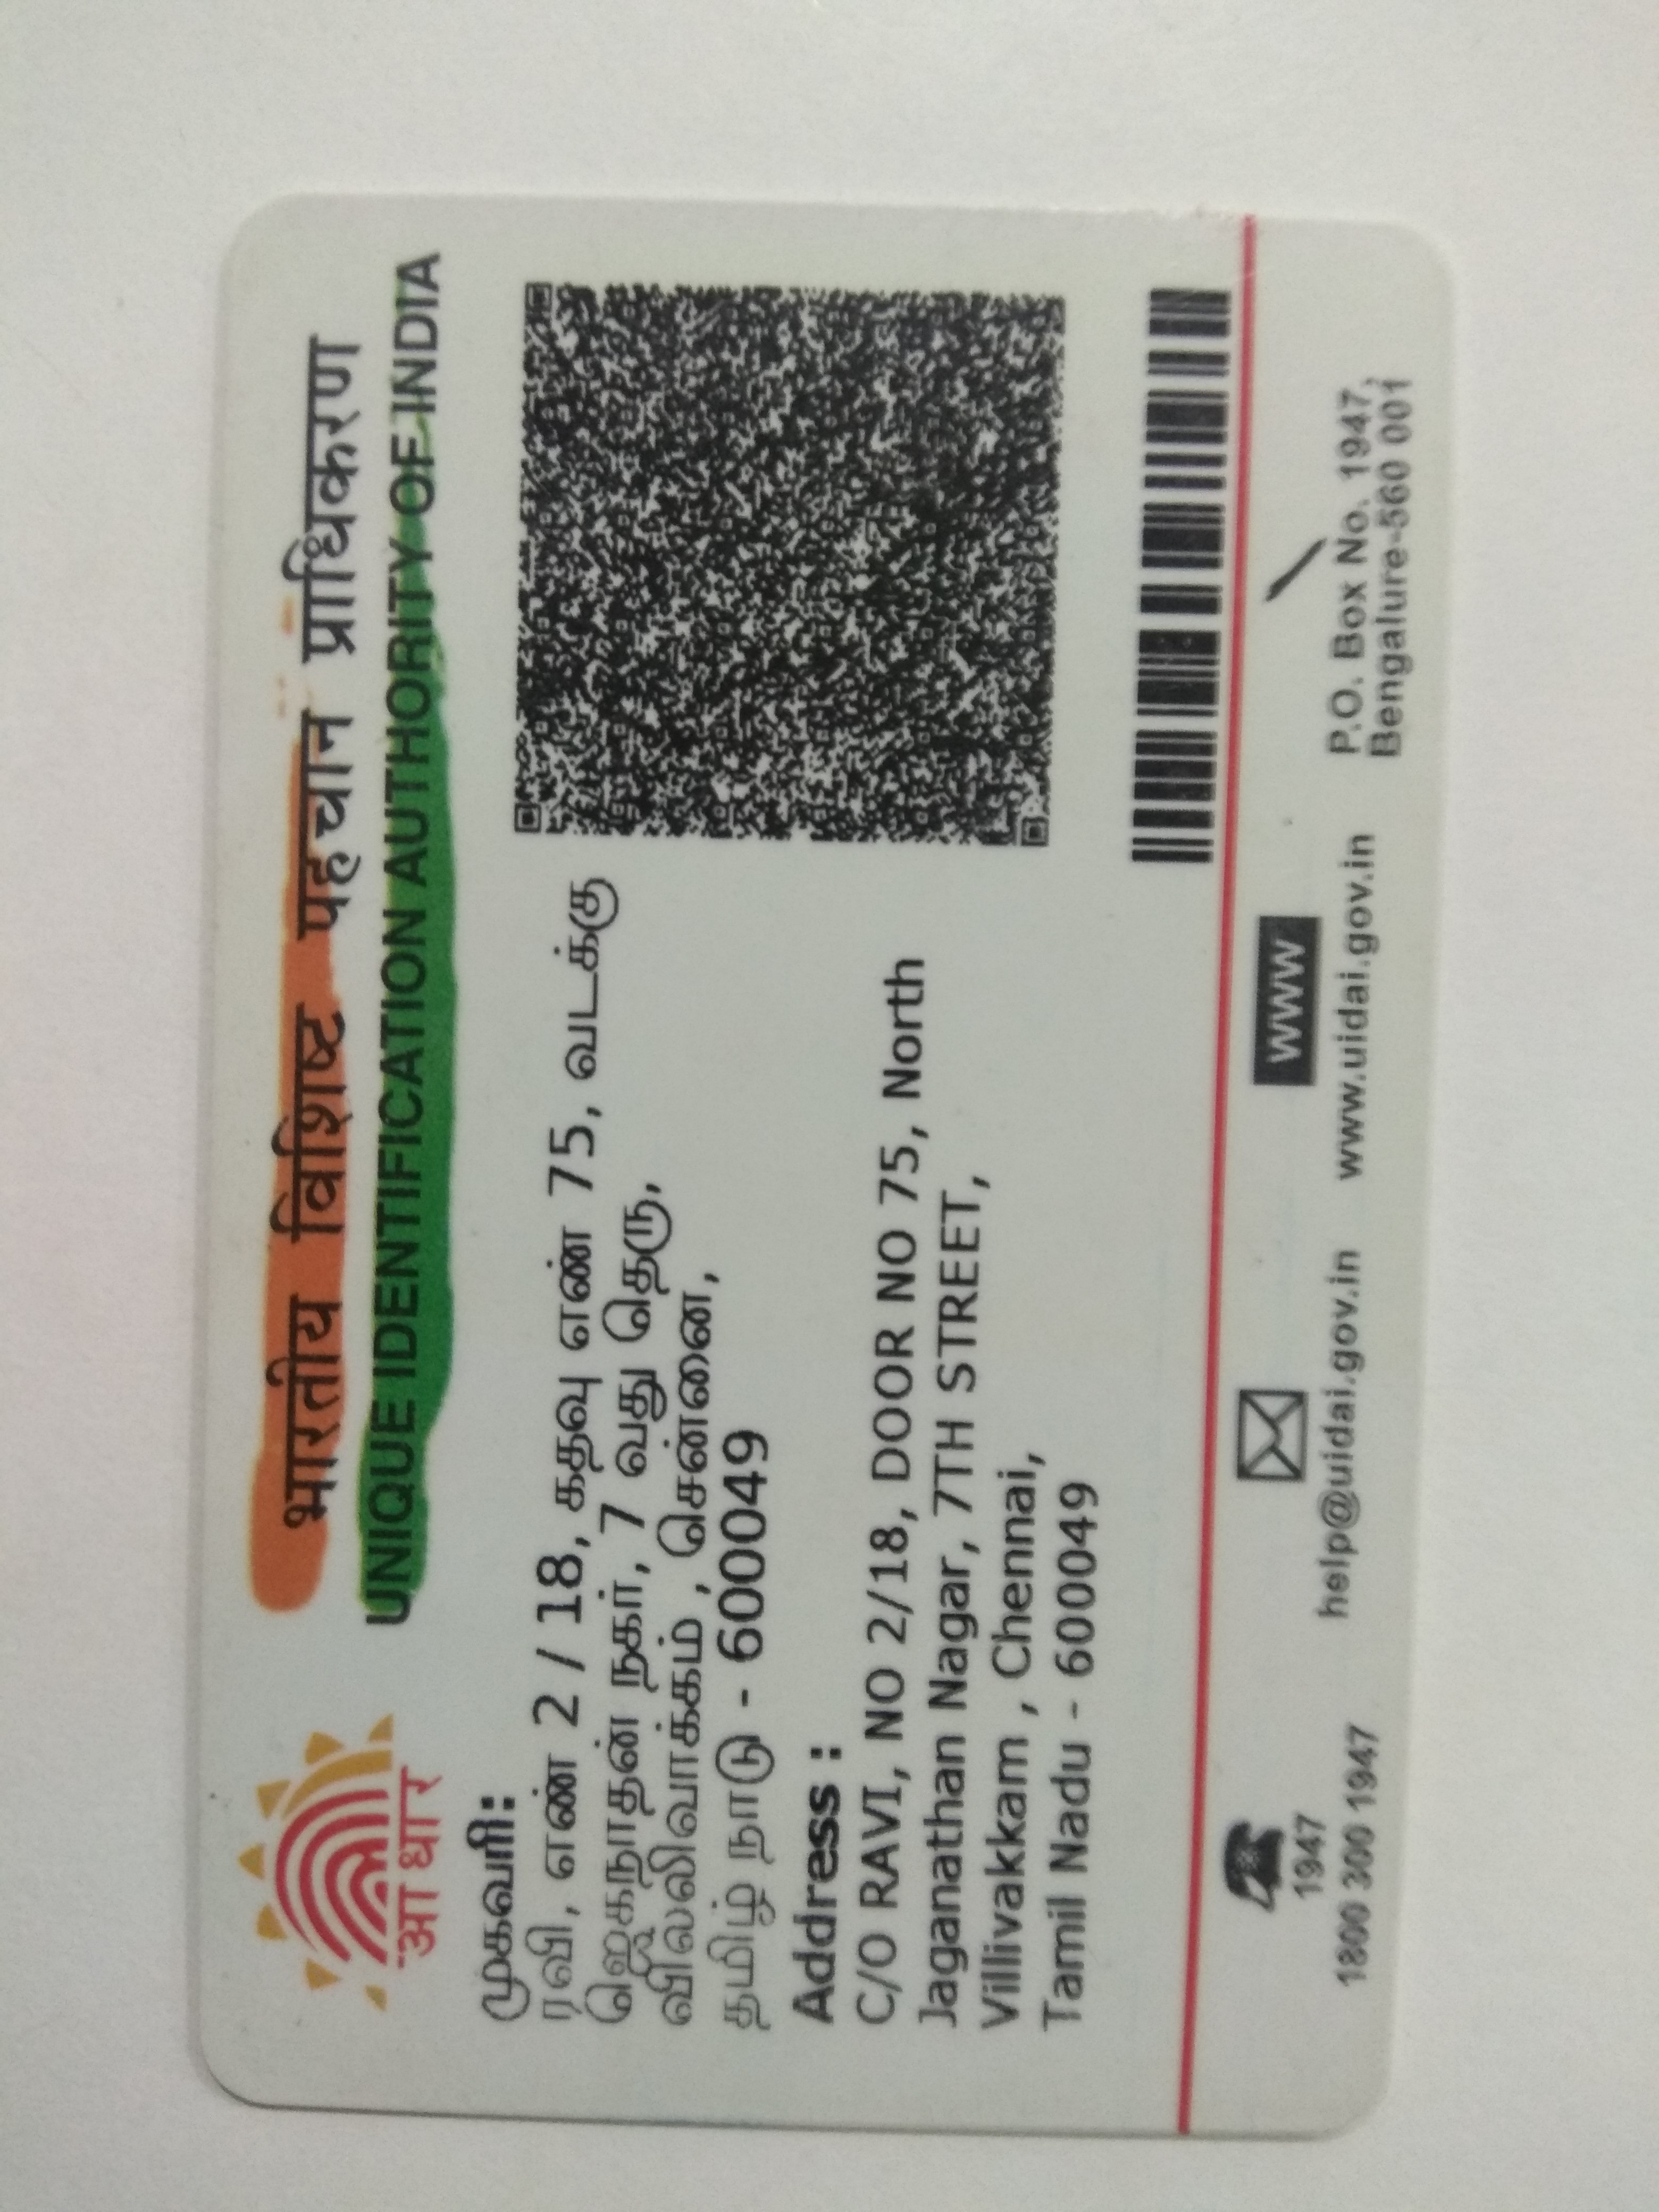 भारतीय विशिष्ट पहचान प्राधिकरण
UNIQUE IDENTIFICATION AUTHORITY OF INDIA
आधार
முகவரி:
ரவி, எண் 2 / 18, கதவு எண் 75, வடக்கு
ஜெகநாதன் நகர், 7 வது தெரு,
வில்லிவாக்கம் , சென்னை,
தமிழ் நாடு - 600049
Address :
C/O RAVI, NO 2/18, DOOR NO 75, North
Jaganathan Nagar, 7TH STREET,
Villivakkam , Chennai,
Tamil Nadu - 600049
1947
1800 300 1947
help@uidai.gov.in
WWW
www.uidai.gov.in
P.O. Box No. 1947,
Bengalure-560 001